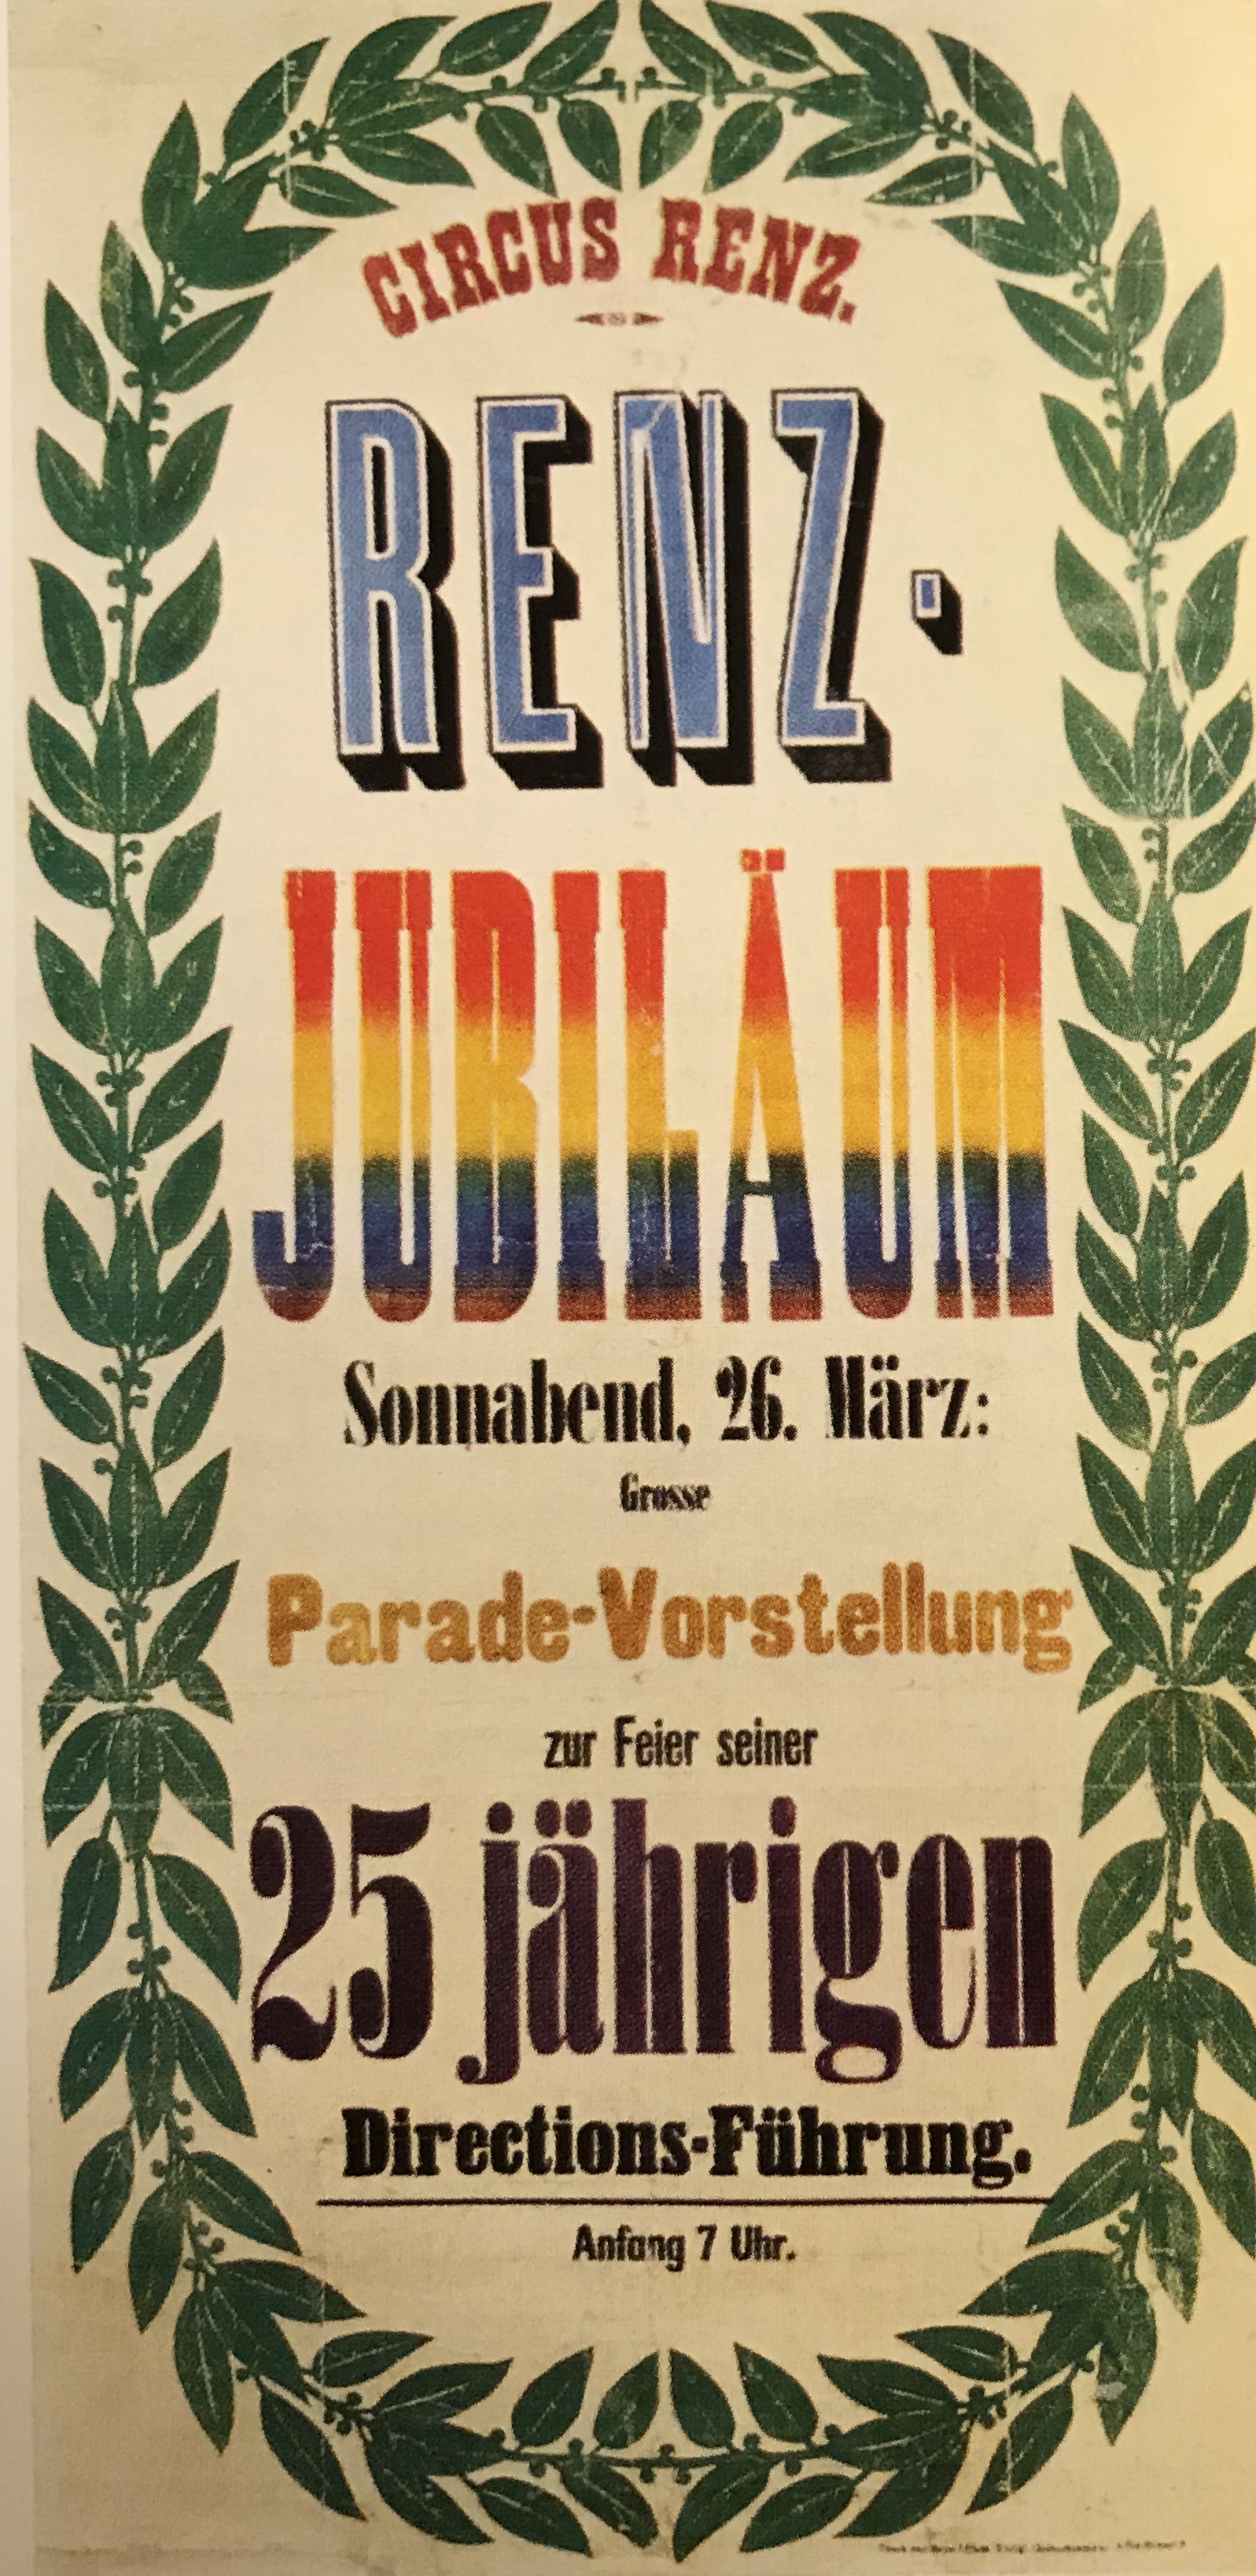 CIRCUS RENZ.
RENZ-
JUBILÄUM
Sonnabend, 26. März:
Grosse
Parade-Vorstellung
zur Feier seiner
25 jährigen
Directions-Führung.
Anfang 7 Uhr.